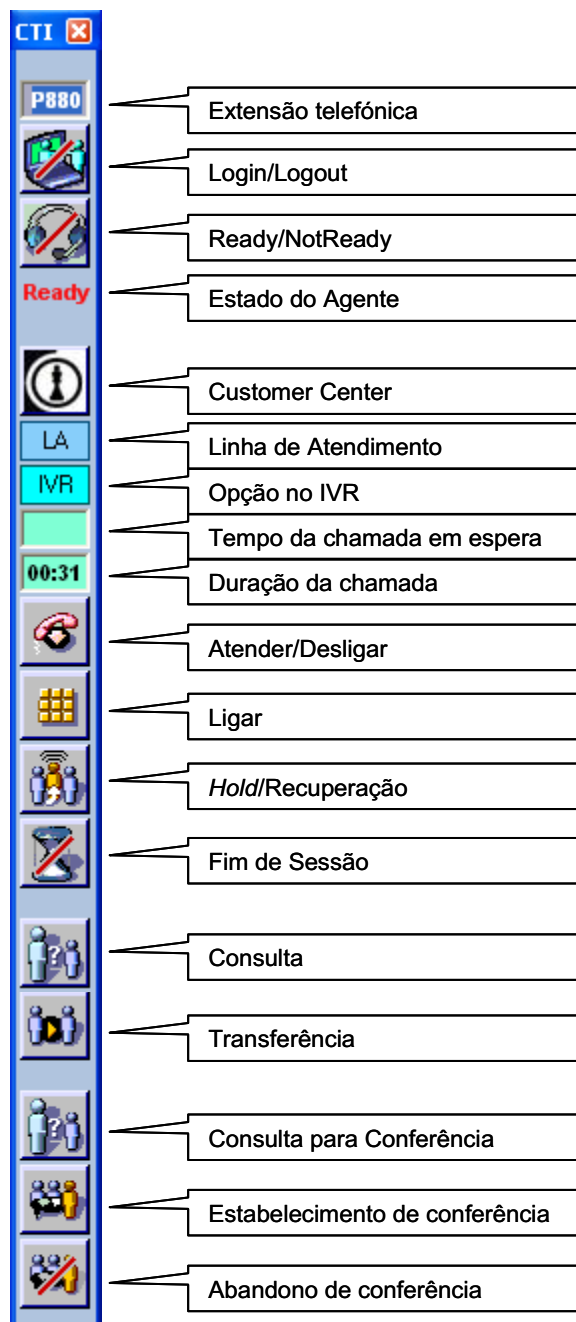 CTI
P880
Extensão telefónica
Login/Logout
Ready/NotReady
Ready
Estado do Agente
Customer Center
LA
Linha de Atendimento
IVR
Opção no IVR
Tempo da chamada em espera
00:31
Duração da chamada
Atender/Desligar
Ligar
Hold/Recuperação
Fim de Sessão
?
Consulta
Transferência
?
Consulta para Conferência
Estabelecimento de conferência
Abandono de conferência